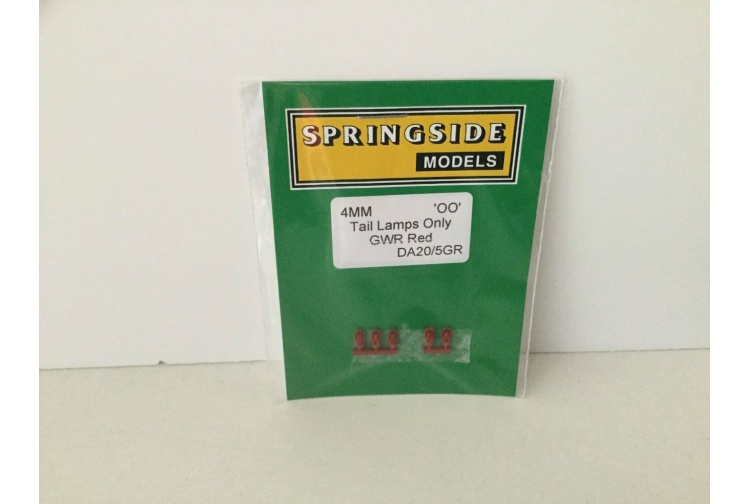 SPRINGSIDE
MODELS
4MM 'OO'
Tail Lamps Only
GWR Red
DA20/5GR